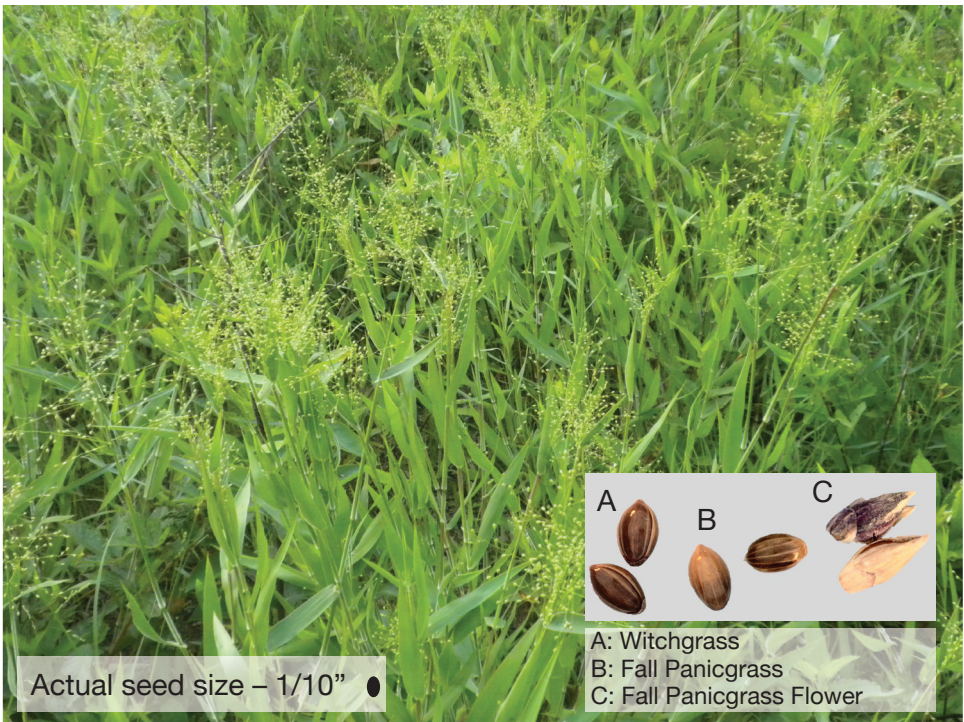 A
B
C
A: Witchgrass
B: Fall Panicgrass
C: Fall Panicgrass Flower
Actual seed size – 1/10”